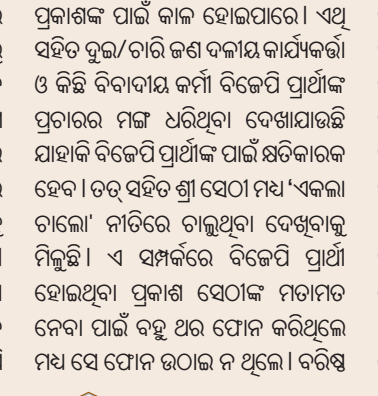 ପ୍ରକାଶଙ୍କ ପାଇଁ କାଳ ହୋଇପାରେ। ଏଥି
ସହିତ ଦୁଇ/ଚାରି ଜଣ ଦଳୀୟ କାର୍ଯ୍ୟକର୍ତ୍ତା
ଓ କିଛି ବିବାଦୀୟ କର୍ମୀ ବିଜେପି ପ୍ରାର୍ଥୀଙ୍କ
ପ୍ରଚାରର ମଙ୍ଗ ଧରିଥିବା ଦେଖାଯାଉଛି
ଯାହାକି ବିଜେପି ପ୍ରାର୍ଥୀଙ୍କ ପାଇଁ କ୍ଷତିକାରକ
ହେବ। ତତ୍ ସହିତ ଶ୍ରୀ ସେଠୀ ମଧ୍ୟ ‘ଏକଲା
ଚାଲୋ' ନୀତିରେ ଚାଲୁଥିବା ଦେଖିବାକୁ
ମିଳୁଛି। ଏ ସମ୍ପର୍କରେ ବିଜେପି ପ୍ରାର୍ଥୀ
ହୋଇଥିବା ପ୍ରକାଶ ସେଠୀଙ୍କ ମତାମତ
ନେବା ପାଇଁ ବହୁ ଥର ଫୋନ କରିଥିଲେ
ମଧ୍ୟ ସେ ଫୋନ ଉଠାଇ ନ ଥିଲେ। ବରିଷ୍ଠ